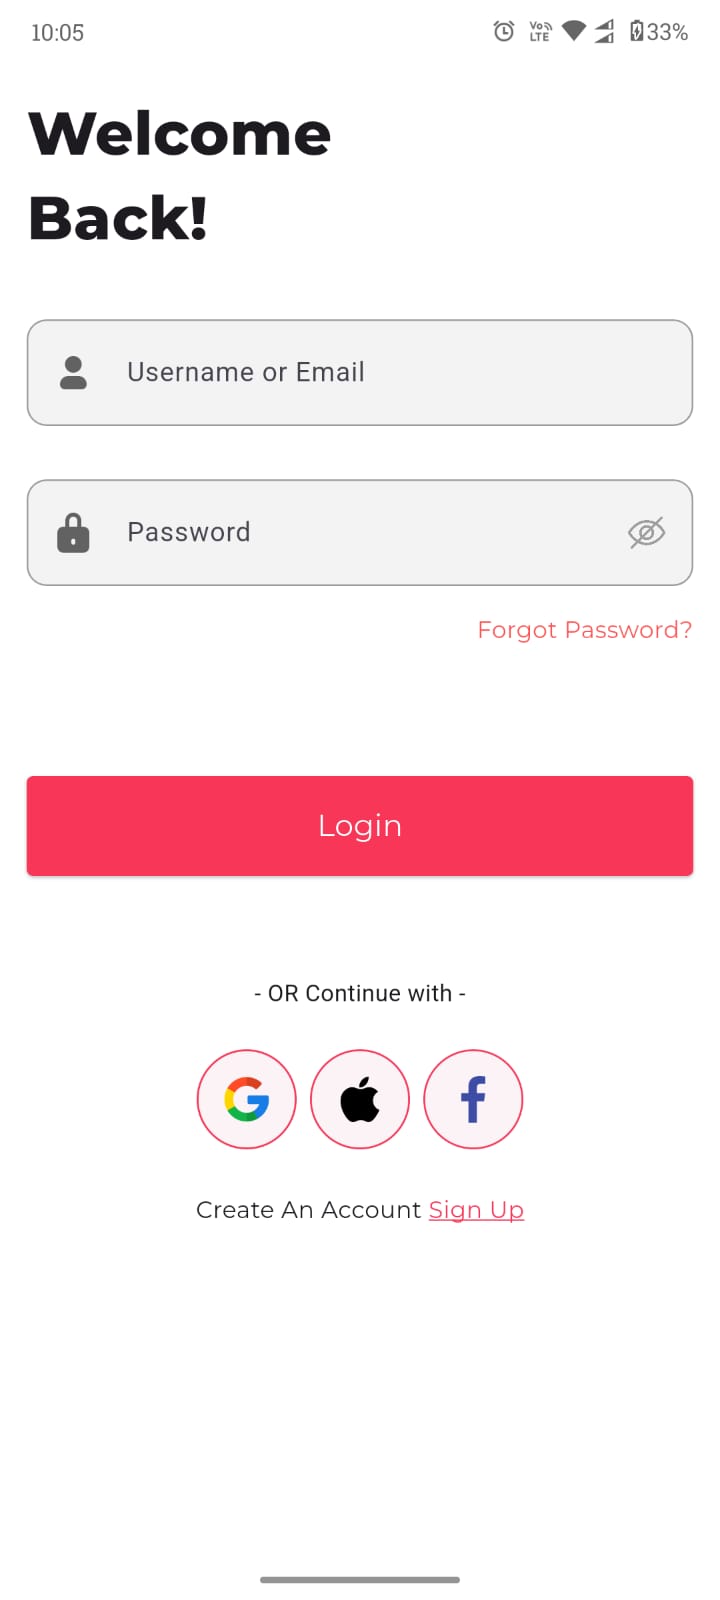 10:05
Vo LTE 33%
Welcome
Back!
Username or Email
Password
Forgot Password?
Login
- OR Continue with -
Create An Account Sign Up